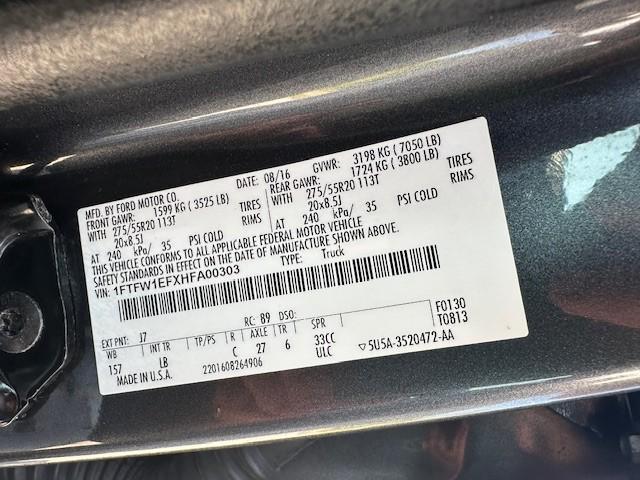 MFD. BY FORD MOTOR CO.
DATE: 08/16 GVWR: 3198 KG ( 7050 LB)
FRONT GAWR: 1599 KG ( 3525 LB) REAR GAWR: 1724 KG ( 3800 LB)
WITH 275/55R20 113T TIRES WITH 275/55R20 113T TIRES
20x8.5J RIMS 20x8.5J RIMS
AT 240 kPa/ 35 PSI COLD AT 240 kPa/ 35 PSI COLD
THIS VEHICLE CONFORMS TO ALL APPLICABLE FEDERAL MOTOR VEHICLE
SAFETY STANDARDS IN EFFECT ON THE DATE OF MANUFACTURE SHOWN ABOVE.
VIN: 1FTFW1EFXHFA00303 TYPE: Truck
F0130
T0813
EXT PNT: J7 RC: B9 DSO:
WB INT TR TP/PS R AXLE TR SPR
157 LB C 27 6 33CC
MADE IN U.S.A. 2201608264906 ULC ▽5U5A-3520472-AA